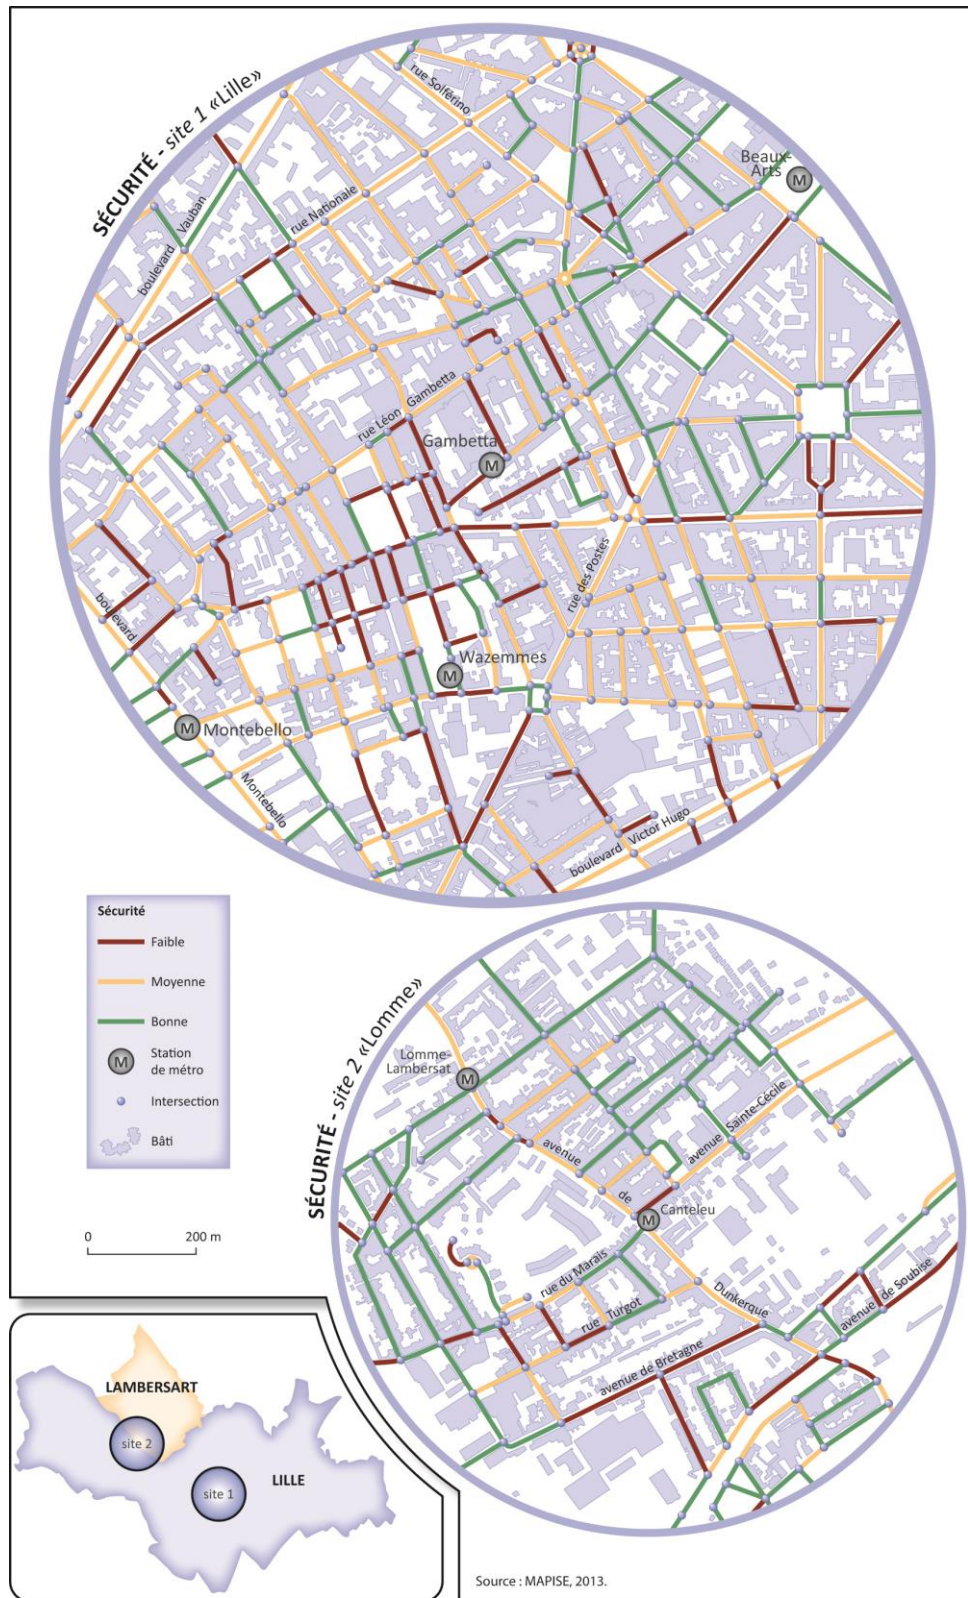 SÉCURITÉ - site 1 «Lille»
rue Solférino
Beaux-
Arts
M
boulevard Vauban
rue Nationale
rue Léon Gambetta
Gambetta
M
rue des Postes
boulevard
Wazemmes
M
M Montebello
Montebello
boulevard Victor Hugo
Sécurité
Faible
Moyenne
Bonne
M Station
de métro
Intersection
Bâti
0 200 m
SÉCURITÉ - site 2 «Lomme»
Lomme-
Lambersat
M
avenue Sainte-Cécile
avenue
de
M Canteleu
rue du Marais
Dunkerque
rue Turgot
avenue de Soubise
avenue de Bretagne
LAMBERSART
site 2
LILLE
site 1
Source : MAPISE, 2013.